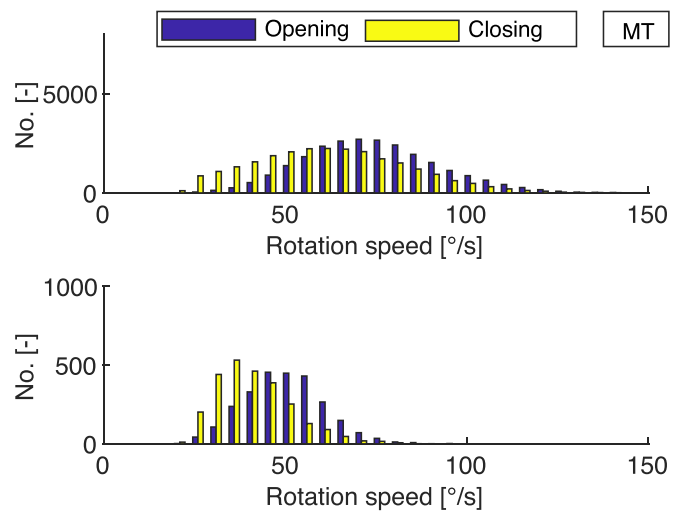 Opening Closing MT
No. [-]
5000
0
0 50 100 150
Rotation speed [°/s]
No. [-]
1000
500
0
0 50 100 150
Rotation speed [°/s]